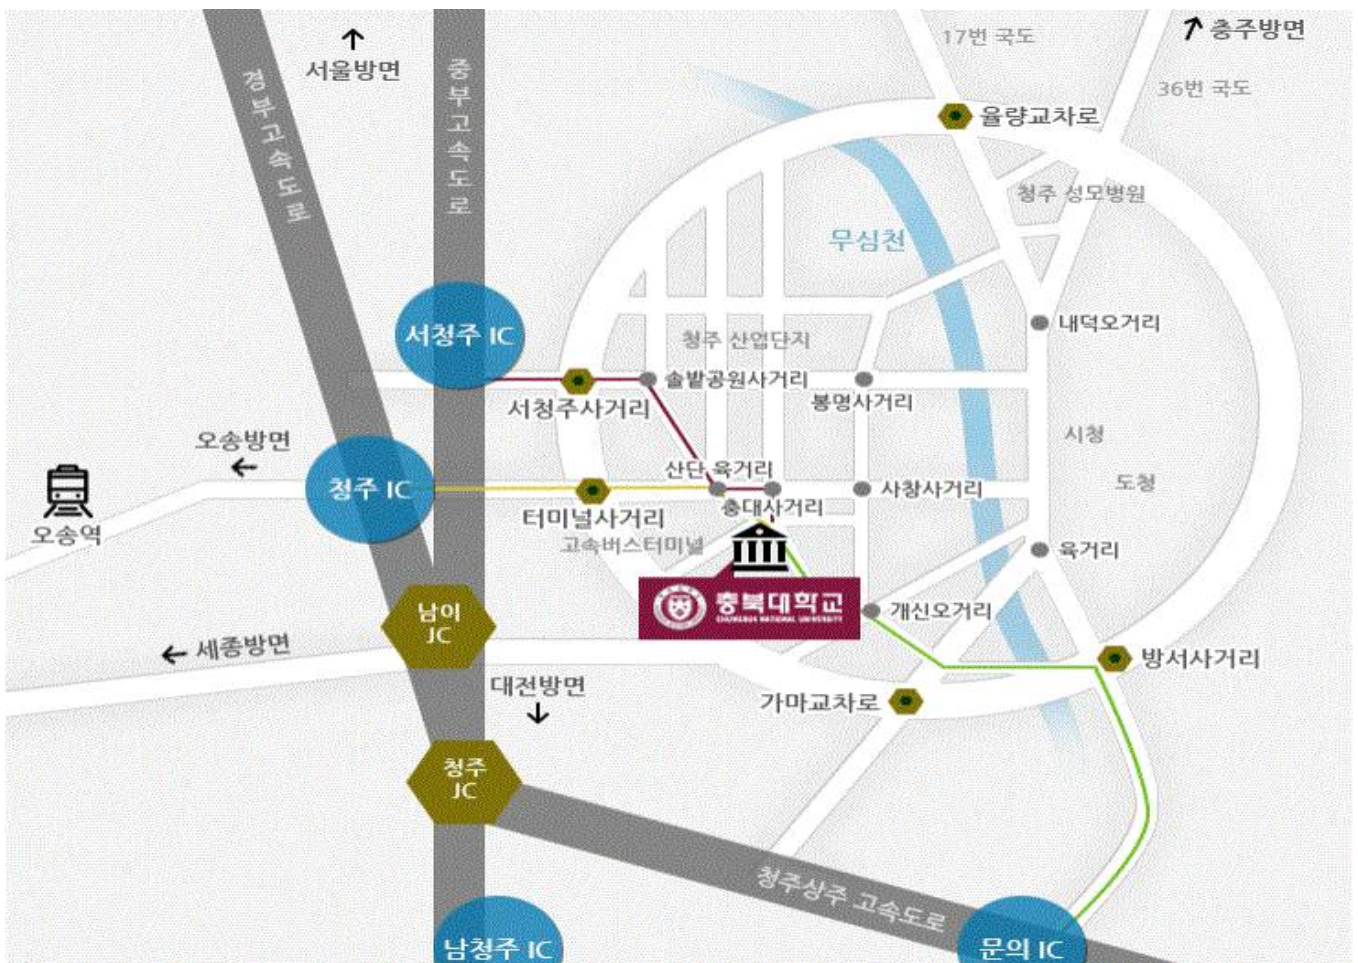 17번 국도
충주방면
서울방면
36번 국도
경부고속도로
중부고속도로
율량교차로
청주 성모병원
무심천
서청주 IC
내덕오거리
청주 산업단지
솔밭공원사거리
서청주사거리
봉명사거리
오송방면
시청
산단 육거리
청주 IC
사창사거리
도청
충대사거리
터미널사거리
오송역
고속버스터미널
육거리
충북대학교
CHUNGBUK NATIONAL UNIVERSITY
개신오거리
남이
JC
세종방면
방서사거리
대전방면
가마교차로
청주
JC
청주상주 고속도로
남청주 IC
문의 IC